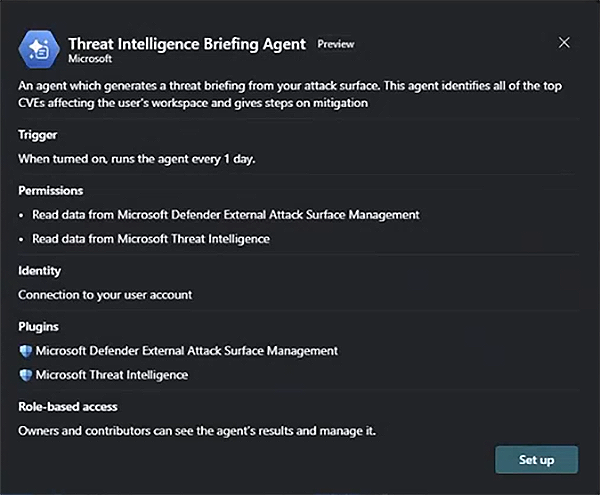 Threat Intelligence Briefing Agent Preview
Microsoft
An agent which generates a threat briefing from your attack surface. This agent identifies all of the top
CVEs affecting the user's workspace and gives steps on mitigation
Trigger
When turned on, runs the agent every 1 day.
Permissions
• Read data from Microsoft Defender External Attack Surface Management
• Read data from Microsoft Threat Intelligence
Identity
Connection to your user account
Plugins
Microsoft Defender External Attack Surface Management
Microsoft Threat Intelligence
Role-based access
Owners and contributors can see the agent's results and manage it.
Set up